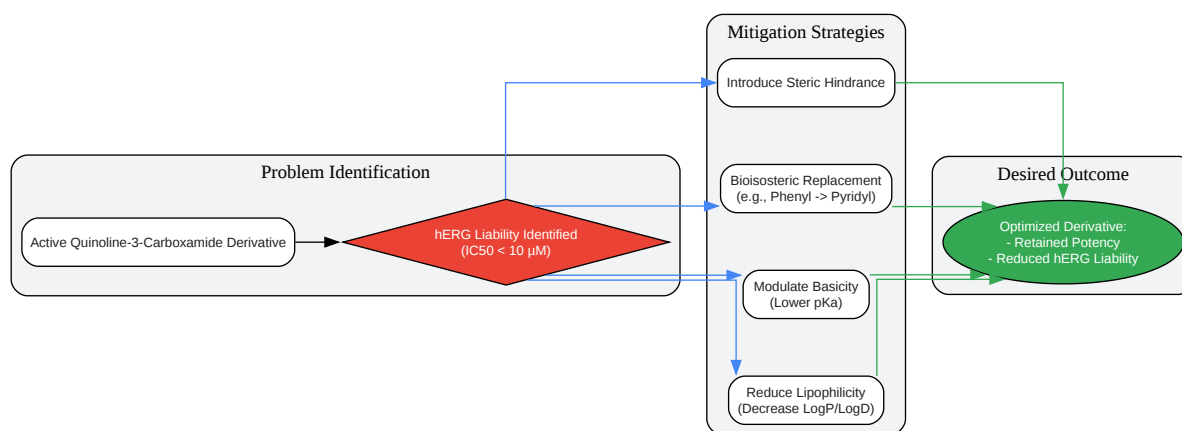 Problem Identification
Active Quinoline-3-Carboxamide Derivative
hERG Liability Identified
(IC50 < 10 µM)
Mitigation Strategies
Introduce Steric Hindrance
Bioisosteric Replacement
(e.g., Phenyl -> Pyridyl)
Modulate Basicity
(Lower pKa)
Reduce Lipophilicity
(Decrease LogP/LogD)
Desired Outcome
Optimized Derivative:
- Retained Potency
- Reduced hERG Liability